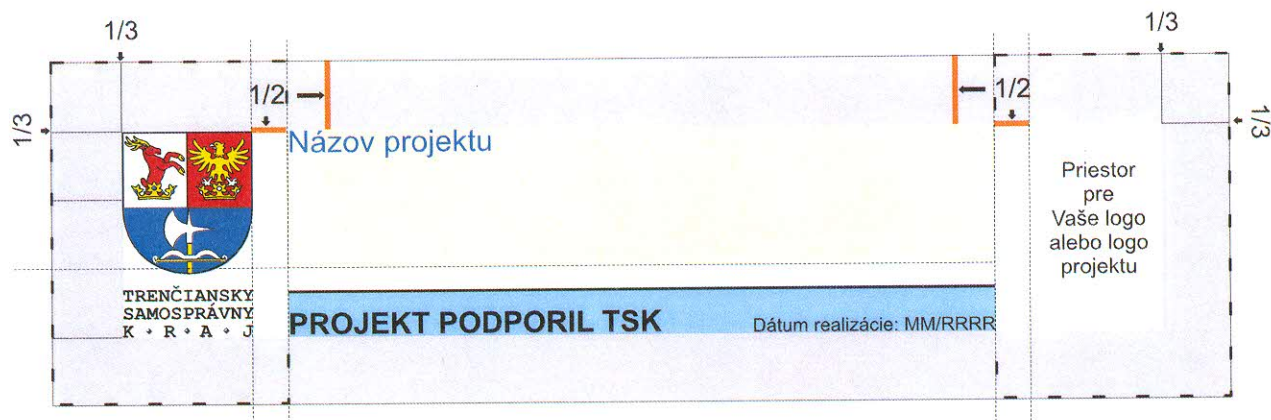 1/3
1/3
1/2
1/2
1/3
1/3
Názov projektu
Priestor
pre
Vaše logo
alebo logo
projektu
TRENČIANSKY
SAMOSPRÁVNY
K • R • A • J
PROJEKT PODPORIL TSK
Dátum realizácie: MM/RRRR